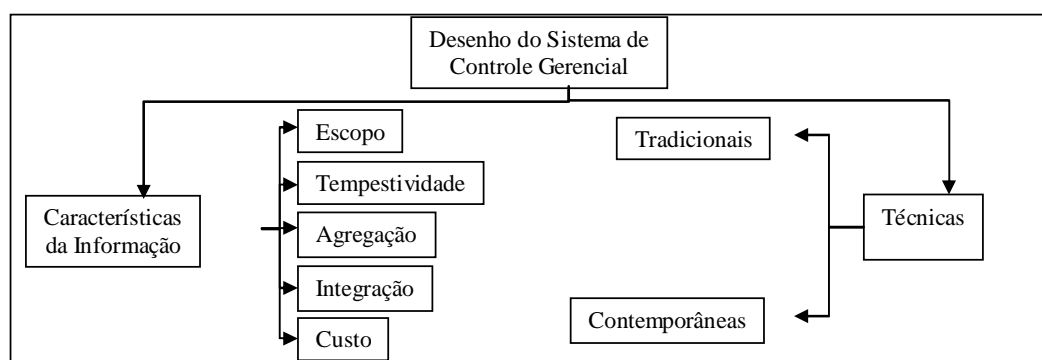 Desenho do Sistema de
Controle Gerencial
Escopo
Tempestividade
Agregação
Integração
Custo
Características
da Informação
Tradicionais
Contemporâneas
Técnicas